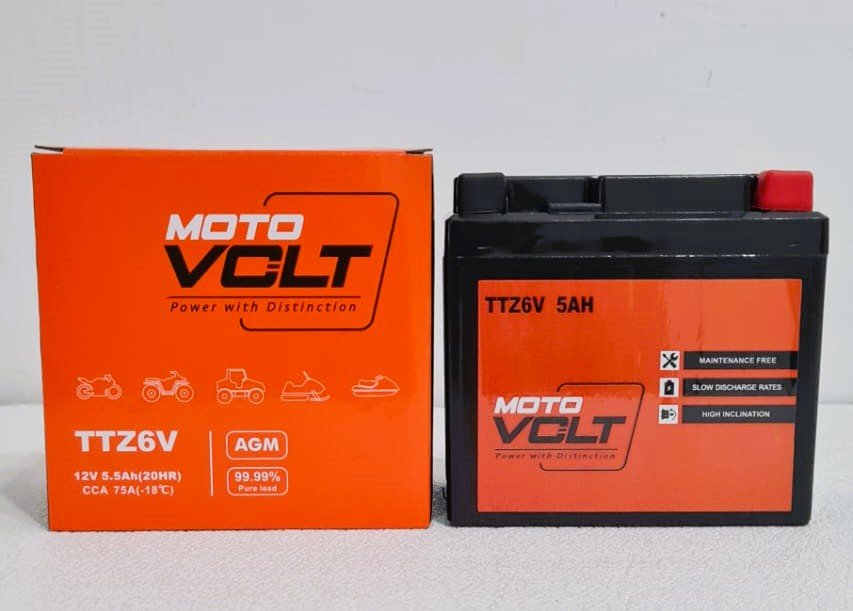 MOTO
VOLT
Power with Distinction
TTZ6V
12V 5.5Ah(20HR)
CCA 75A(-18℃)
AGM
99.99%
Pure lead
TTZ6V 5AH
MAINTENANCE FREE
SLOW DISCHARGE RATES
HIGH INCLINATION
MOTO
VOLT
Power with Distinction